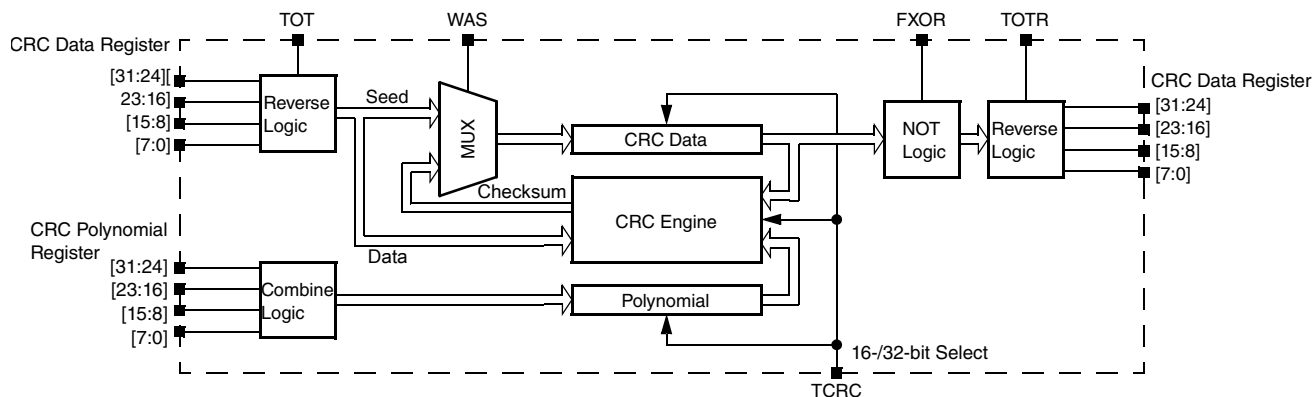 TOT
WAS
FXOR
TOTR
CRC Data Register
[31:24][
23:16]
[15:8]
[7:0]
Reverse
Logic
Seed
MUX
CRC Data
NOT
Logic
Reverse
Logic
CRC Data Register
[31:24]
[23:16]
[15:8]
[7:0]
Checksum
CRC Engine
Data
CRC Polynomial
Register
[31:24]
[23:16]
[15:8]
[7:0]
Combine
Logic
Polynomial
16-/32-bit Select
TCRC